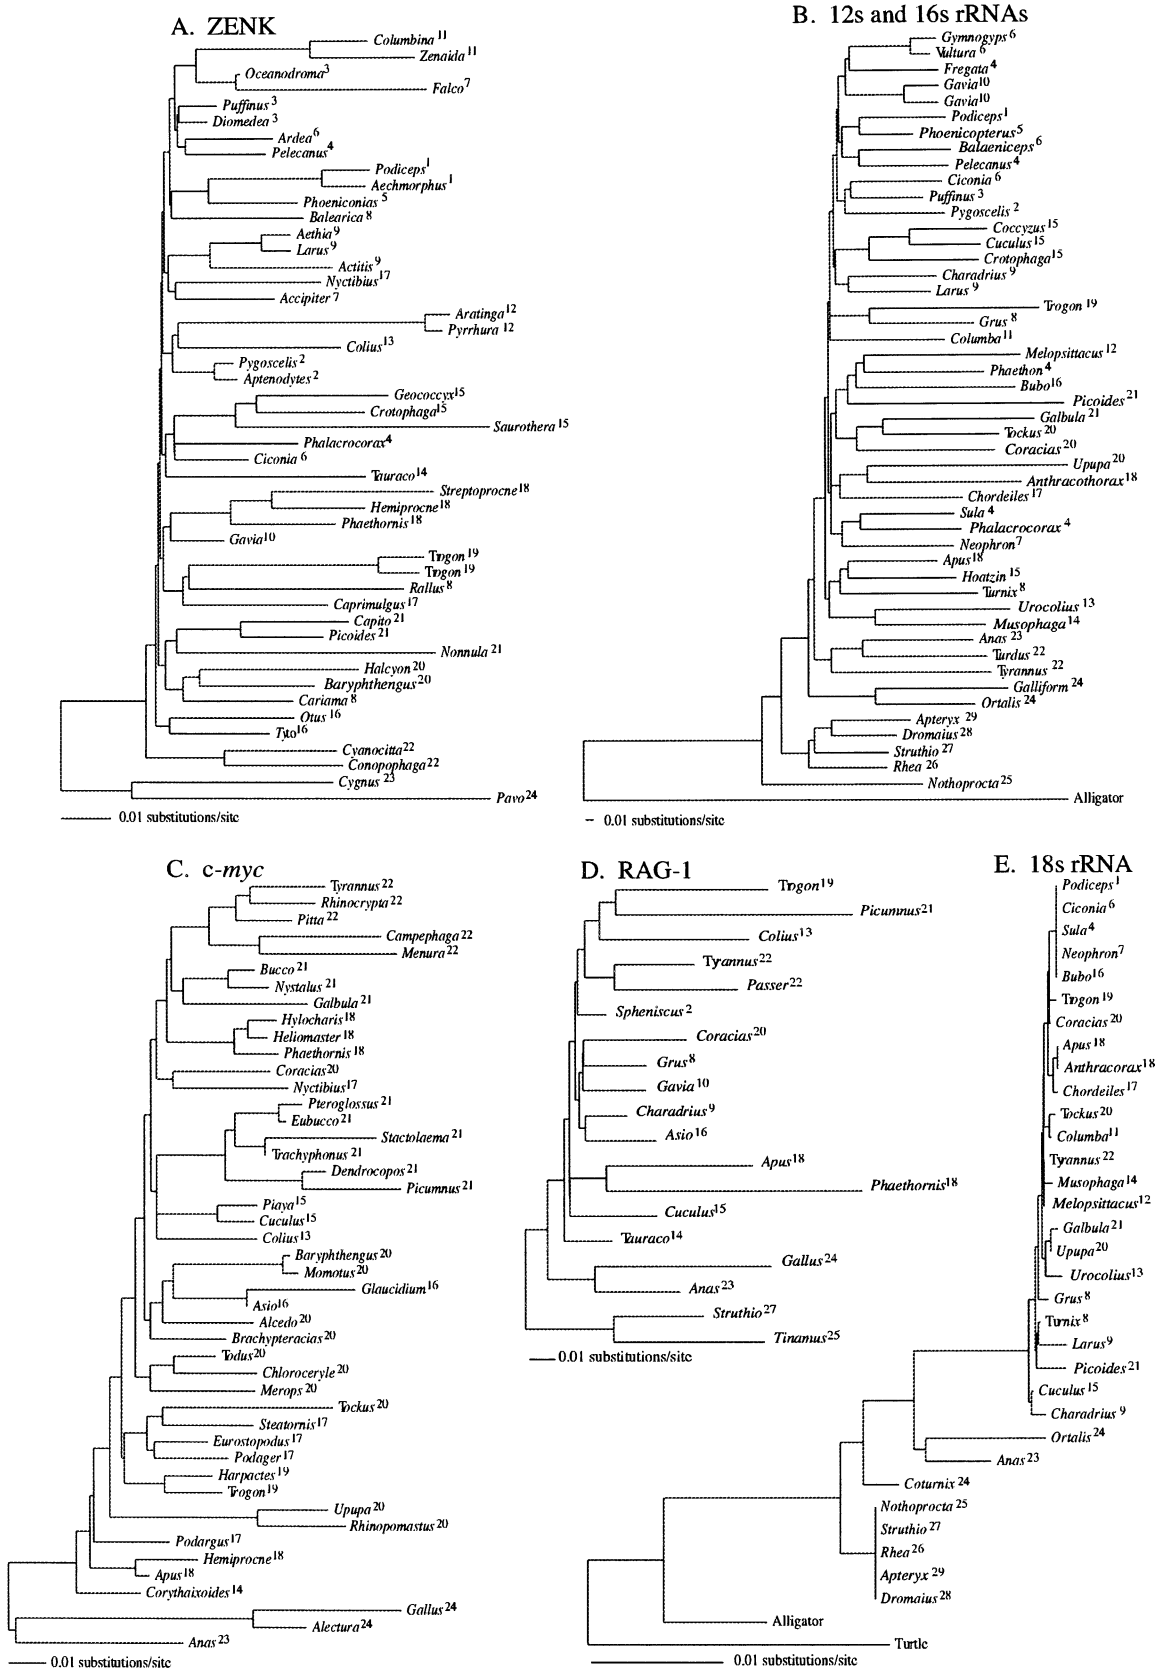 A. ZENK
Columbina 11
Zenaida 11
Oceanodroma 3
Falco 7
Puffinus 3
Diomedea 3
Ardea 6
Pelecanus 4
Podiceps 1
Aechmorphus 1
Phoeniconias 5
Balearica 8
Aethia 9
Larus 9
Actitis 9
Nyctibius 17
Accipiter 7
Aratinga 12
Pyrrhura 12
Colius 13
Pygoscelis 2
Aptenodytes 2
Geococcyx 15
Crotophaga 15
Saurothera 15
Phalacrocorax 4
Ciconia 6
Tauraco 14
Streptoprocne 18
Hemiprocne 18
Phaethornis 18
Gavia 10
Trogon 19
Trogon 19
Rallus 8
Caprimulgus 17
Capito 21
Picoides 21
Nonnula 21
Halcyon 20
Baryphthengus 20
Cariama 8
Otus 16
Tyto 16
Cyanocitta 22
Conopophaga 22
Cygnus 23
Pavo 24
0.01 substitutions/site
B. 12s and 16s rRNAs
Gymnogyps 6
Vultura 6
Fregata 4
Gavia 10
Gavia 10
Podiceps 1
Phoenicopterus 5
Balaeniceps 6
Pelecanus 4
Ciconia 6
Puffinus 3
Pygoscelis 2
Coccyzus 15
Cuculus 15
Crotophaga 15
Charadrius 9
Larus 9
Trogon 19
Grus 8
Columba 11
Melopsittacus 12
Phaethon 4
Bubo 16
Picoides 21
Galbula 21
Tockus 20
Coracias 20
Upupa 20
Anthracothorax 18
Chordeiles 17
Sula 4
Phalacrocorax 4
Neophron 7
Apus 18
Hoatzin 15
Turnix 8
Urocolius 13
Musophaga 14
Anas 23
Turdus 22
Tyrannus 22
Galliform 24
Ortalis 24
Apteryx 29
Dromaius 28
Struthio 27
Rhea 26
Nothoprocta 25
Alligator
0.01 substitutions/site
C. c-myc
Tyrannus 22
Rhinocrypta 22
Pitta 22
Campephaga 22
Menura 22
Bucco 21
Nystalus 21
Galbula 21
Hylocharis 18
Heliomaster 18
Phaethornis 18
Coracias 20
Nyctibius 17
Pteroglossus 21
Eubucco 21
Stactolaema 21
Trachyphonus 21
Dendrocopos 21
Picumnus 21
Piaya 15
Cuculus 15
Colius 13
Baryphthengus 20
Momotus 20
Glaucidium 16
Asio 16
Alcedo 20
Brachypteracias 20
Todus 20
Chloroceryle 20
Merops 20
Tockus 20
Steatornis 17
Eurostopodus 17
Podager 17
Harpactes 19
Trogon 19
Upupa 20
Rhinopomastus 20
Podargus 17
Hemiprocne 18
Apus 18
Corythaixoides 14
Gallus 24
Alectura 24
Anas 23
0.01 substitutions/site
D. RAG-1
Trogon 19
Picumnus 21
Colius 13
Tyrannus 22
Passer 22
Spheniscus 2
Coracias 20
Grus 8
Gavia 10
Charadrius 9
Asio 16
Apus 18
Phaethornis 18
Cuculus 15
Tauraco 14
Gallus 24
Anas 23
Struthio 27
Tinamus 25
0.01 substitutions/site
E. 18s rRNA
Podiceps 1
Ciconia 6
Sula 4
Neophron 7
Bubo 16
Trogon 19
Coracias 20
Apus 18
Anthracorax 18
Chordeiles 17
Tockus 20
Columba 11
Tyrannus 22
Musophaga 14
Melopsittacus 12
Galbula 21
Upupa 20
Urocolius 13
Grus 8
Turnix 8
Larus 9
Picoides 21
Cuculus 15
Charadrius 9
Ortalis 24
Anas 23
Coturnix 24
Nothoprocta 25
Struthio 27
Rhea 26
Apteryx 29
Dromaius 28
Alligator
Turtle
0.01 substitutions/site